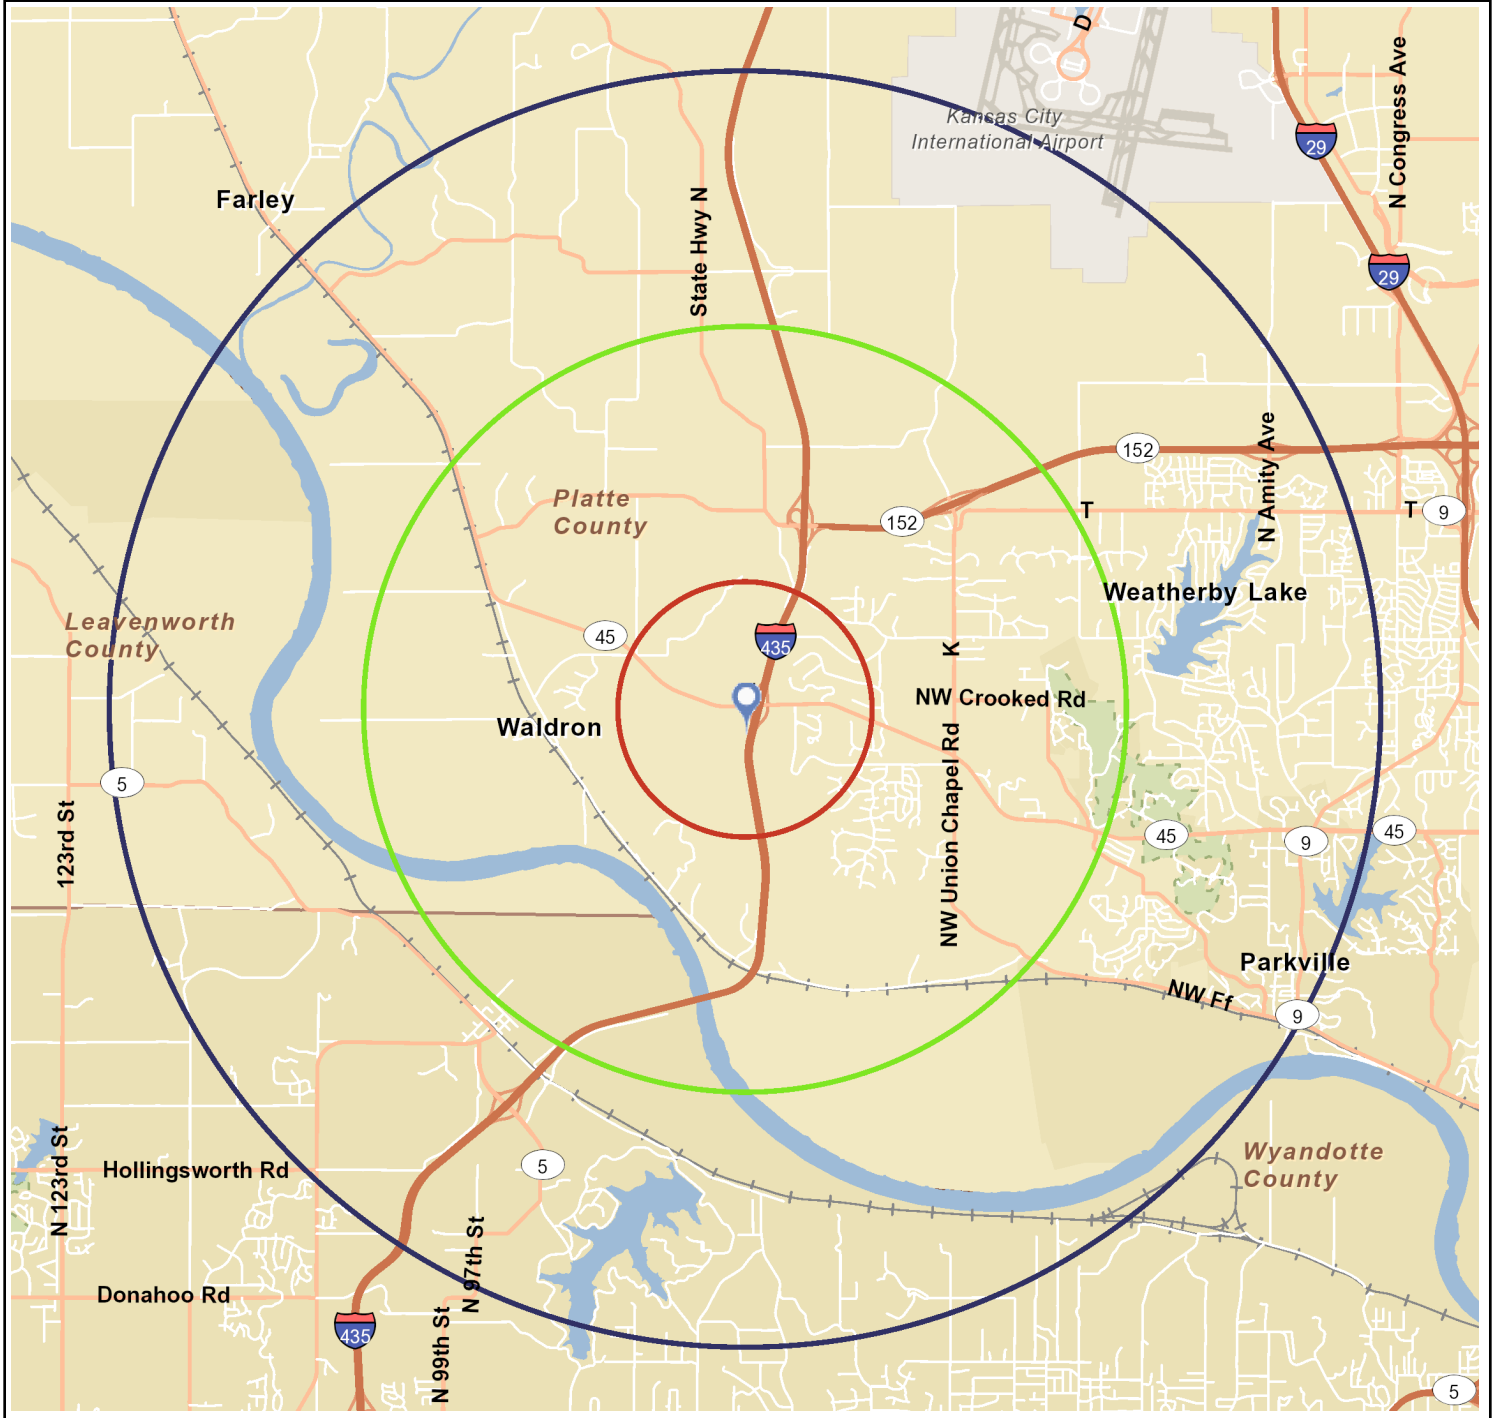 D
N Congress Ave
Kansas City
International Airport
29
Farley
State Hwy N
29
152
N Amity Ave
Platte
County
152
T
T
9
Weatherby Lake
Leavenworth
County
45
435
K
NW Crooked Rd
Waldron
5
NW Union Chapel Rd
123rd St
45
9
45
Parkville
NW Ff
9
N 123rd St
Hollingsworth Rd
5
Wyandotte
County
N 97th St
Donahoo Rd
435
N 99th St
5